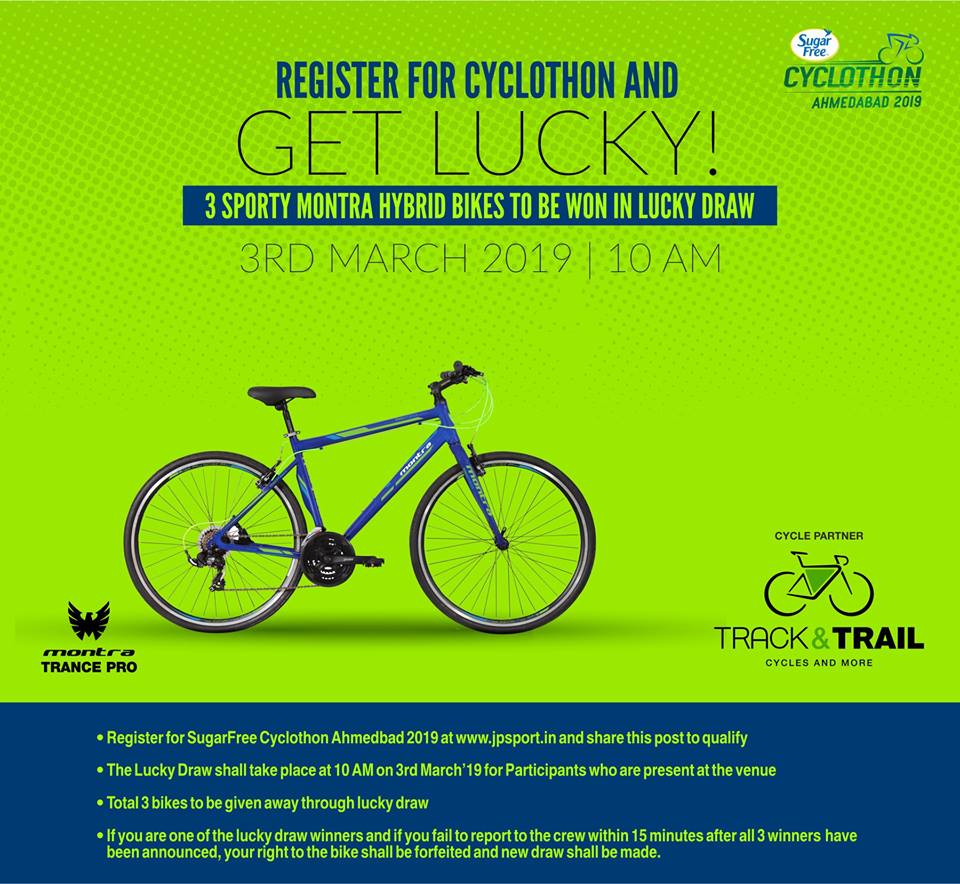 Sugar
Free
CYCLOTHON
AHMEDABAD 2019
REGISTER FOR CYCLOTHON AND
GET LUCKY!
3 SPORTY MONTRA HYBRID BIKES TO BE WON IN LUCKY DRAW
3RD MARCH 2019 | 10 AM
montra
montra
montra
TRANCE PRO
CYCLE PARTNER
TRACK & TRAIL
CYCLES AND MORE
• Register for SugarFree Cyclothon Ahmedbad 2019 at www.jpsport.in and share this post to qualify
• The Lucky Draw shall take place at 10 AM on 3rd March'19 for Participants who are present at the venue
• Total 3 bikes to be given away through lucky draw
• If you are one of the lucky draw winners and if you fail to report to the crew within 15 minutes after all 3 winners have
been announced, your right to the bike shall be forfeited and new draw shall be made.